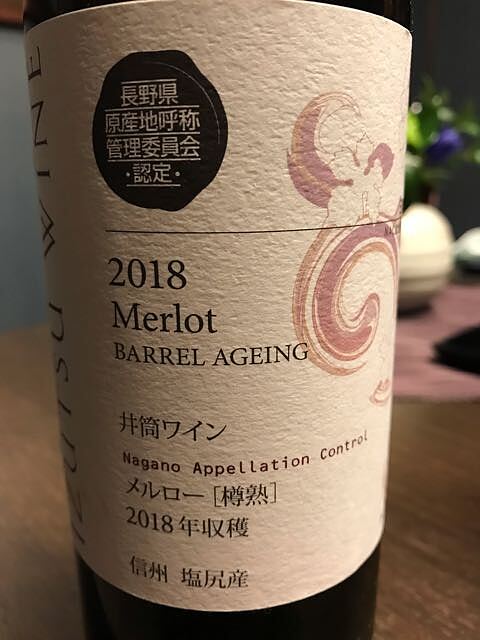 長野県
原産地呼称
管理委員会
・認定・
IZUTSU WINE
2018
Merlot
BARREL AGEING
井筒ワイン
Nagano Appellation Control
メルロー［樽熟］
2018年収穫
信州 塩尻産